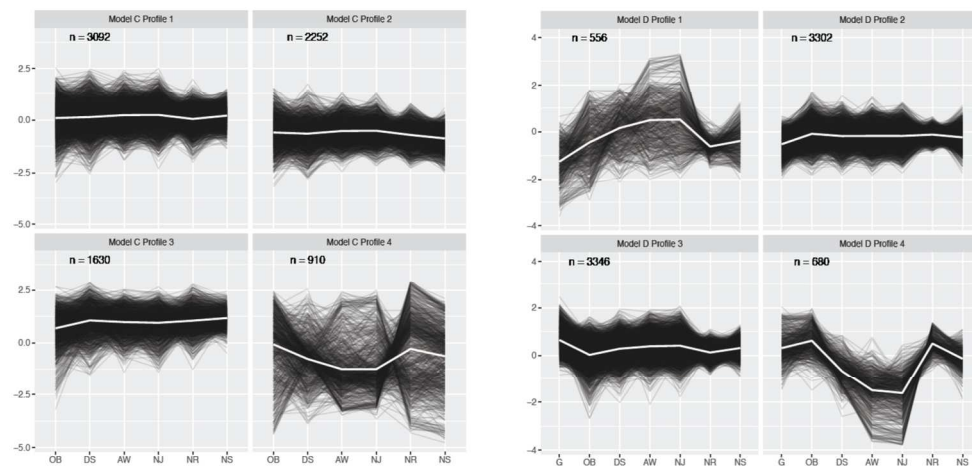 Model C Profile 1
Model C Profile 2
n = 3092
n = 2252
2.5
0.0
-2.5
-5.0
Model C Profile 3
Model C Profile 4
n = 1630
n = 910
2.5
0.0
-2.5
-5.0
OB DS AW NJ NR NS
OB DS AW NJ NR NS
Model D Profile 1
Model D Profile 2
n = 556
n = 3302
4
2
0
-2
-4
Model D Profile 3
Model D Profile 4
n = 3346
n = 680
4
2
0
-2
-4
G OB DS AW NJ NR NS
G OB DS AW NJ NR NS